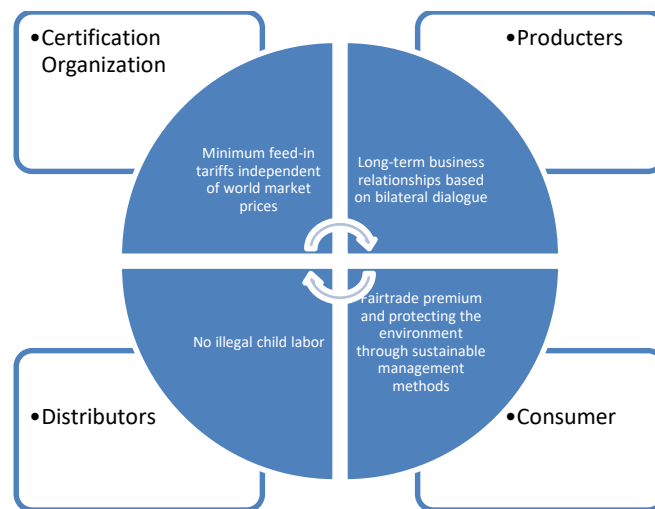 •Certification
Organization
•Producters
Minimum feed-in
tariffs independent
of world market
prices
Long-term business
relationships based
on bilateral dialogue
No illegal child labor
Fairtrade premium
and protecting the
environment
through sustainable
management
methods
•Distributors
•Consumer